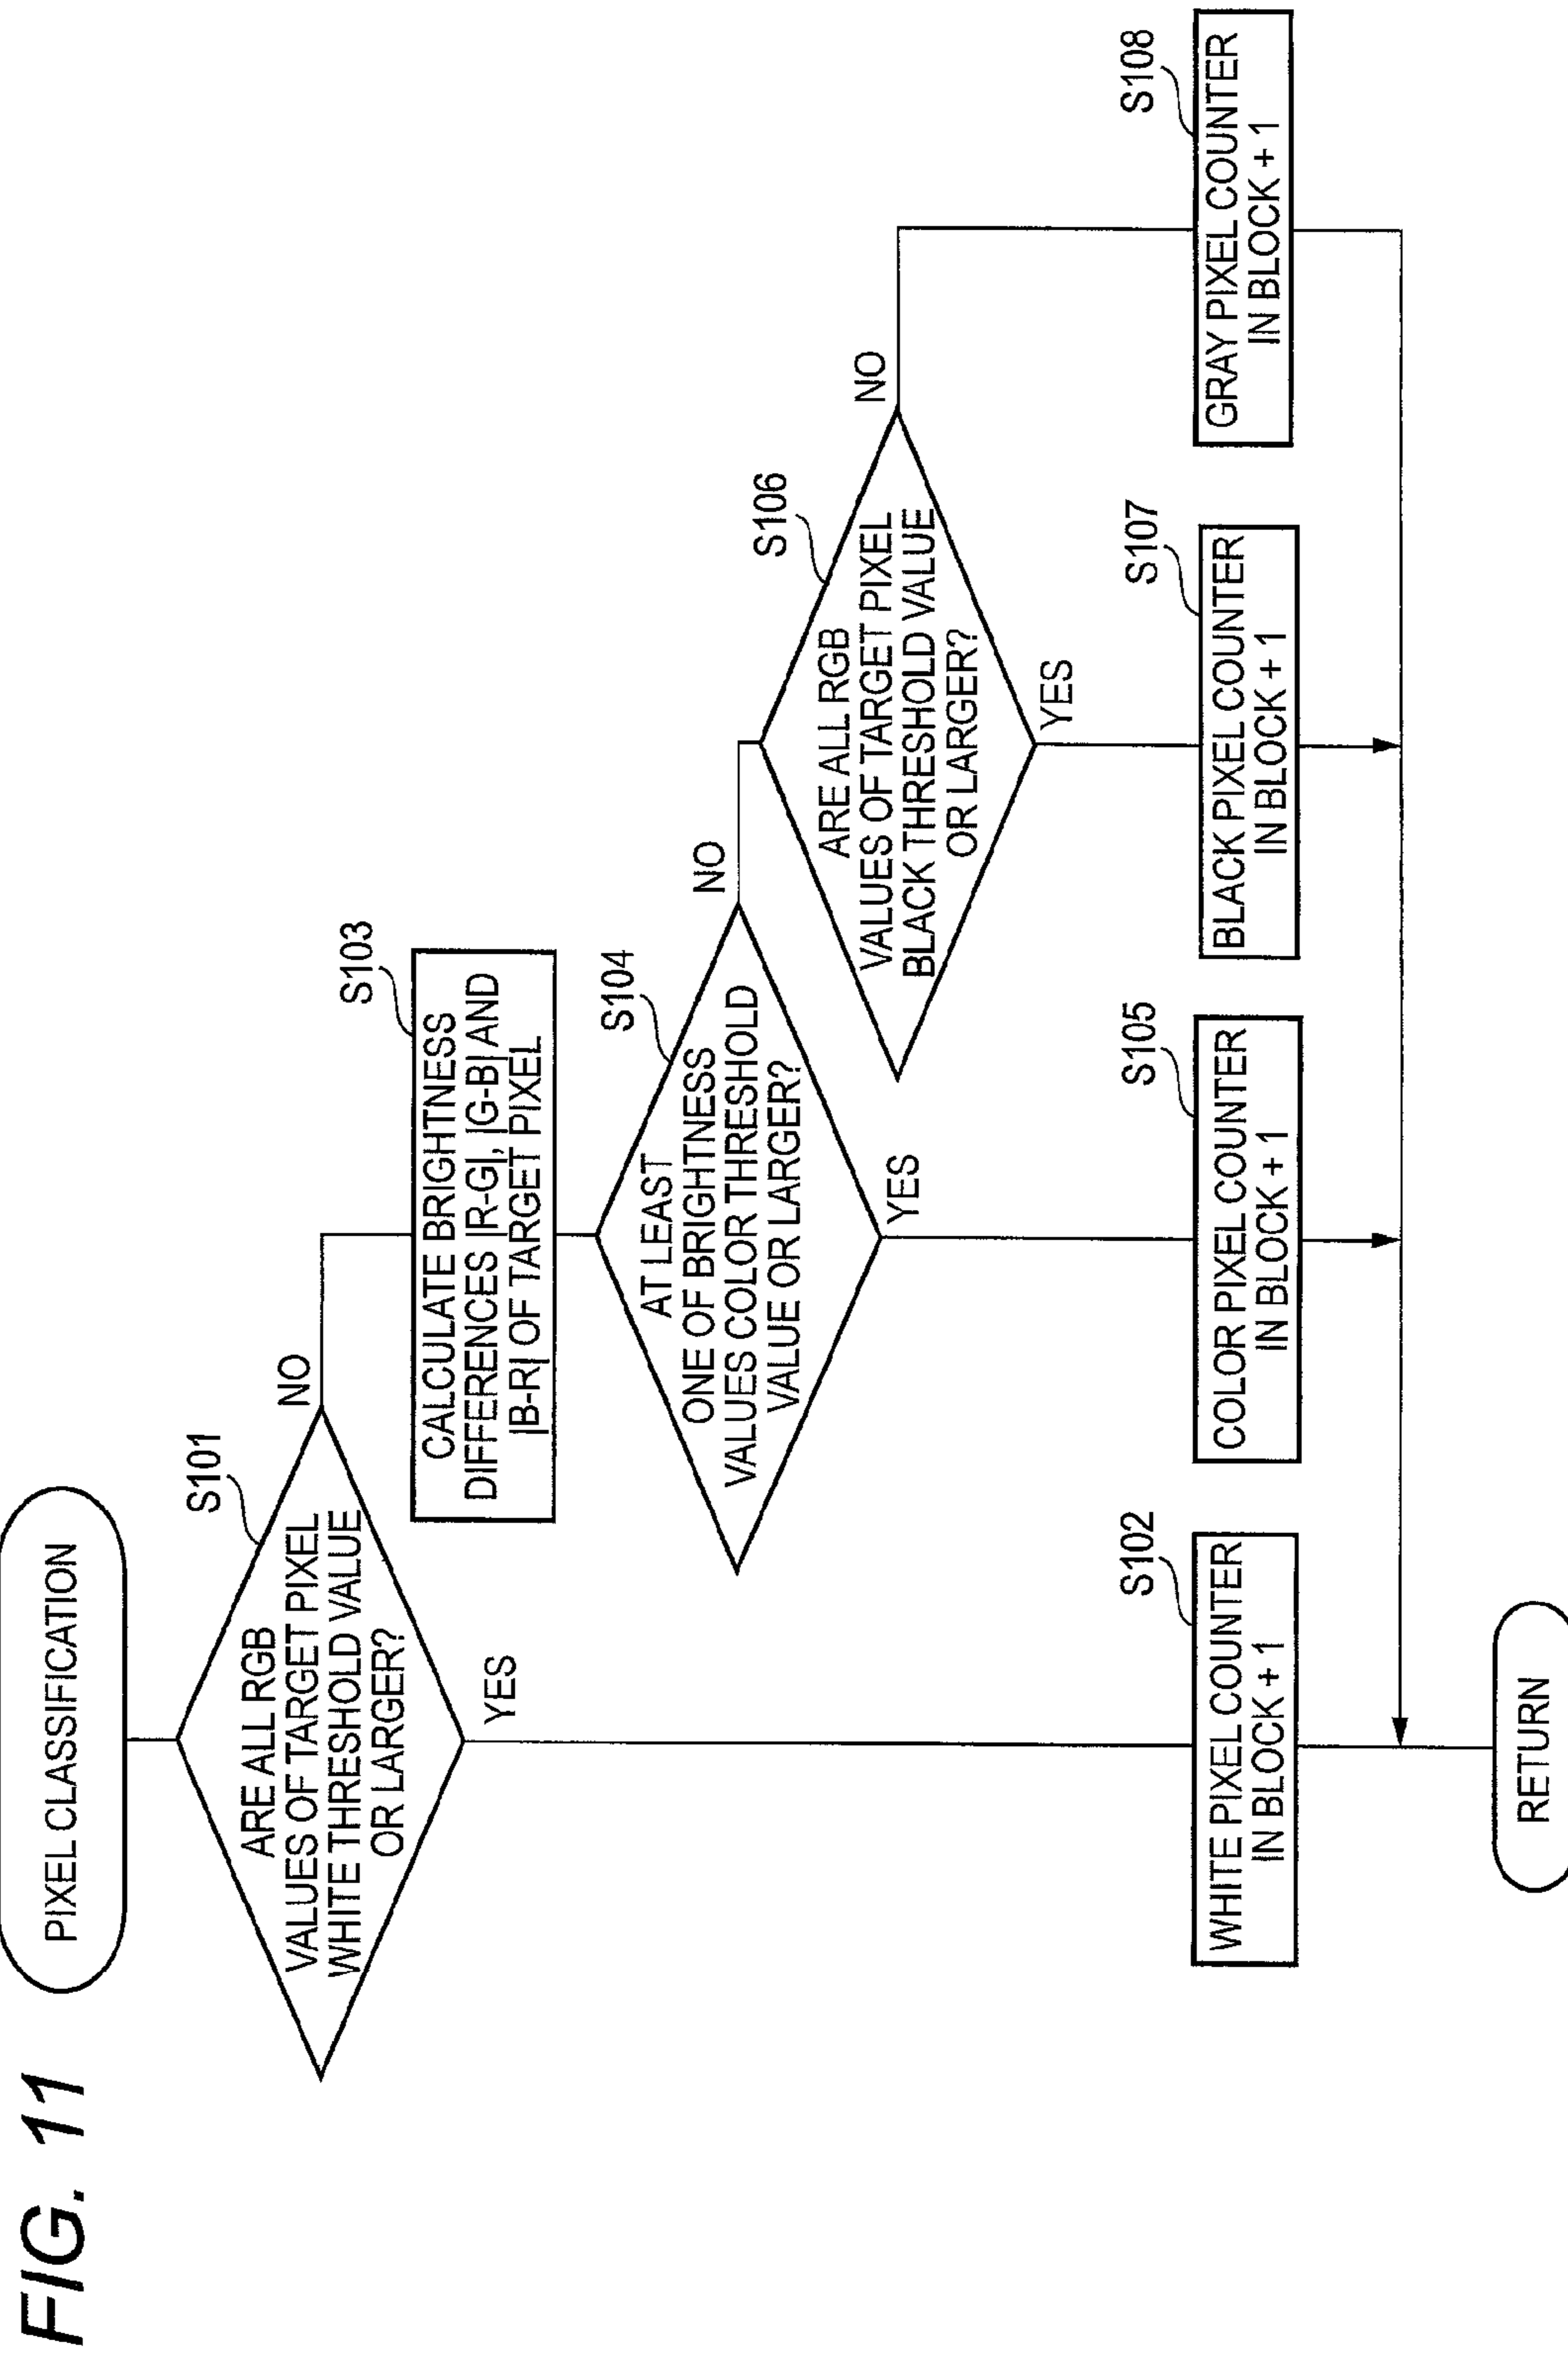 FIG. 11
PIXEL CLASSIFICATION
S101
ARE ALL RGB
VALUES OF TARGET PIXEL
WHITE THRESHOLD VALUE
OR LARGER?
NO
YES
S103
CALCULATE BRIGHTNESS
DIFFERENCES |R-G|, |G-B| AND
|B-R| OF TARGET PIXEL
S104
AT LEAST
ONE OF BRIGHTNESS
VALUES COLOR THRESHOLD
VALUE OR LARGER?
NO
YES
S106
ARE ALL RGB
VALUES OF TARGET PIXEL
BLACK THRESHOLD VALUE
OR LARGER?
NO
YES
S102
WHITE PIXEL COUNTER
IN BLOCK + 1
S105
COLOR PIXEL COUNTER
IN BLOCK + 1
S107
BLACK PIXEL COUNTER
IN BLOCK + 1
S108
GRAY PIXEL COUNTER
IN BLOCK + 1
RETURN